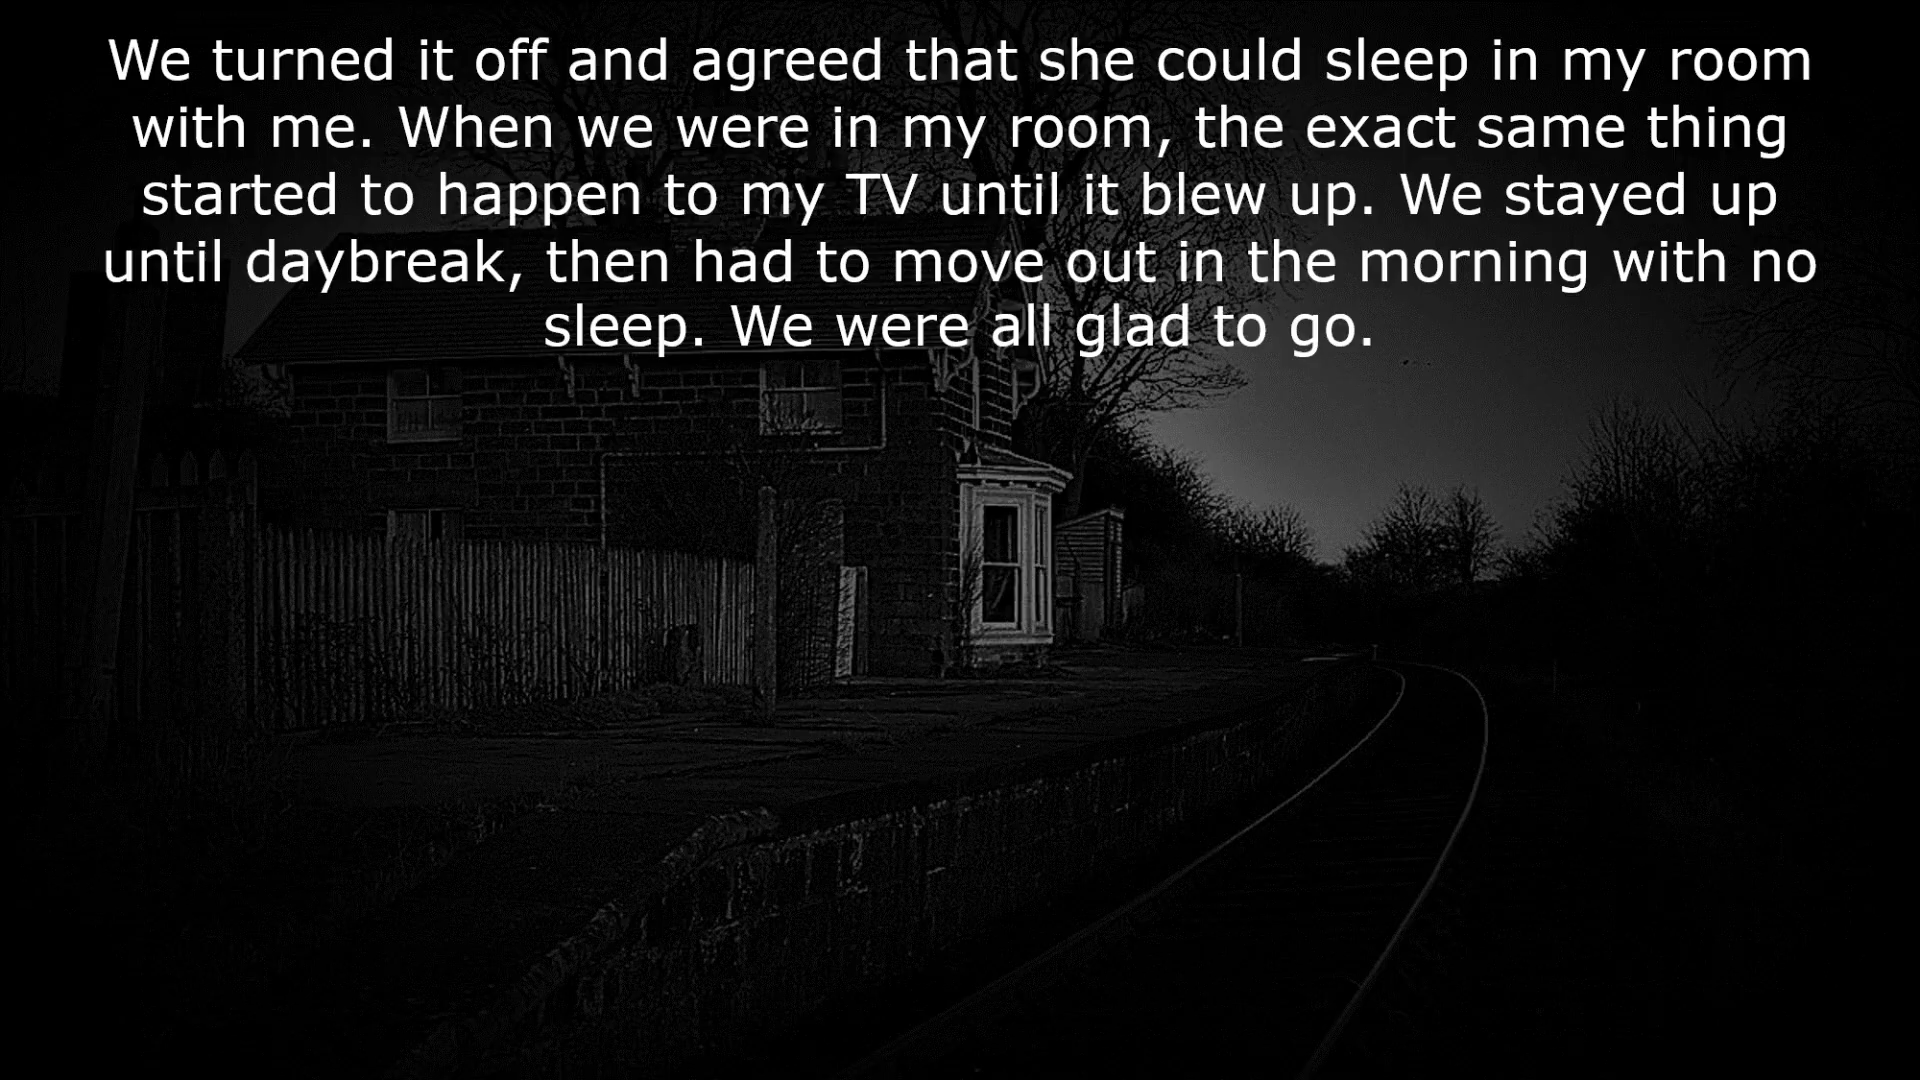 We turned it off and agreed that she could sleep in my room
with me. When we were in my room, the exact same thing
started to happen to my TV until it blew up. We stayed up
until daybreak, then had to move out in the morning with no
sleep. We were all glad to go.